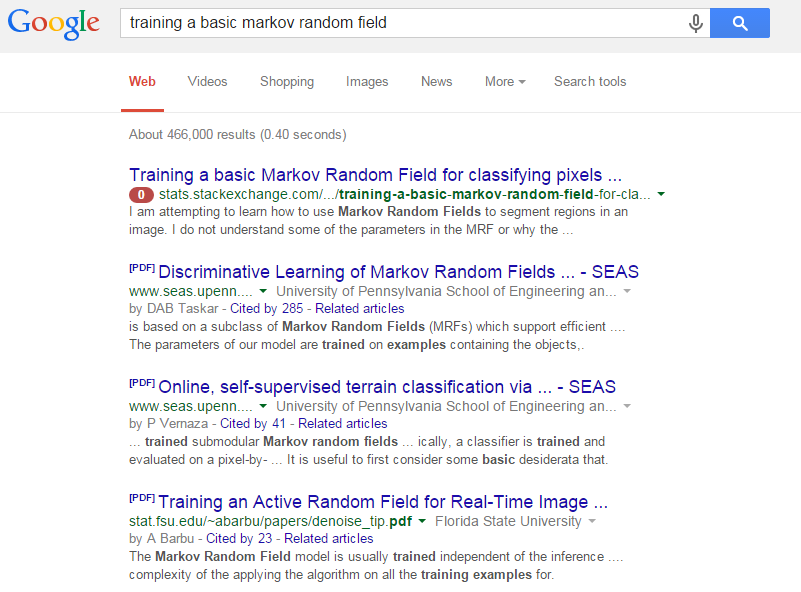 Google training a basic markov random field
Web Videos Shopping Images News More Search tools
About 466,000 results (0.40 seconds)
Training a basic Markov Random Field for classifying pixels ...
0 stats.stackexchange.com/.../training-a-basic-markov-random-field-for-cla...
I am attempting to learn how to use Markov Random Fields to segment regions in an
image. I do not understand some of the parameters in the MRF or why the ...
[PDF] Discriminative Learning of Markov Random Fields ... - SEAS
www.seas.upenn.... University of Pennsylvania School of Engineering an...
by DAB Taskar - Cited by 285 - Related articles
is based on a subclass of Markov Random Fields (MRFs) which support efficient ....
The parameters of our model are trained on examples containing the objects,.
[PDF] Online, self-supervised terrain classification via ... - SEAS
www.seas.upenn.... University of Pennsylvania School of Engineering an...
by P Vernaza - Cited by 41 - Related articles
... trained submodular Markov random fields ... ically, a classifier is trained and
evaluated on a pixel-by- ... It is useful to first consider some basic desiderata that.
[PDF] Training an Active Random Field for Real-Time Image ...
stat.fsu.edu/~abarbu/papers/denoise_tip.pdf Florida State University
by A Barbu - Cited by 23 - Related articles
The Markov Random Field model is usually trained independent of the inference ....
complexity of the applying the algorithm on all the training examples for.